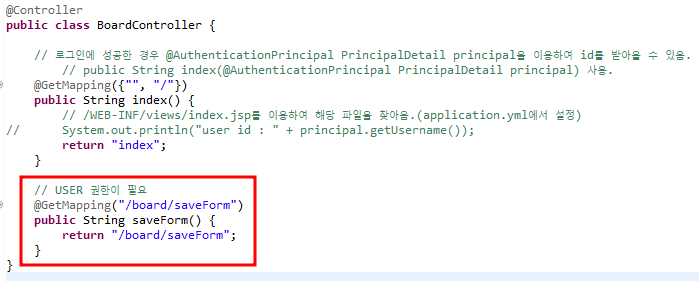 @Controller
public class BoardController {
// 로그인에 성공한 경우 @AuthenticationPrincipal PrincipalDetail principal을 이용하여 id를 받아올 수 있음.
// public String index(@AuthenticationPrincipal PrincipalDetail principal) 사용.
@GetMapping({"", "/"})
public String index() {
// /WEB-INF/views/index.jsp를 이용하여 해당 파일을 찾아옴.(application.yml에서 설정)
// System.out.println("user id : " + principal.getUsername());
return "index";
}
// USER 권한이 필요
@GetMapping("/board/saveForm")
public String saveForm() {
return "/board/saveForm";
}
}